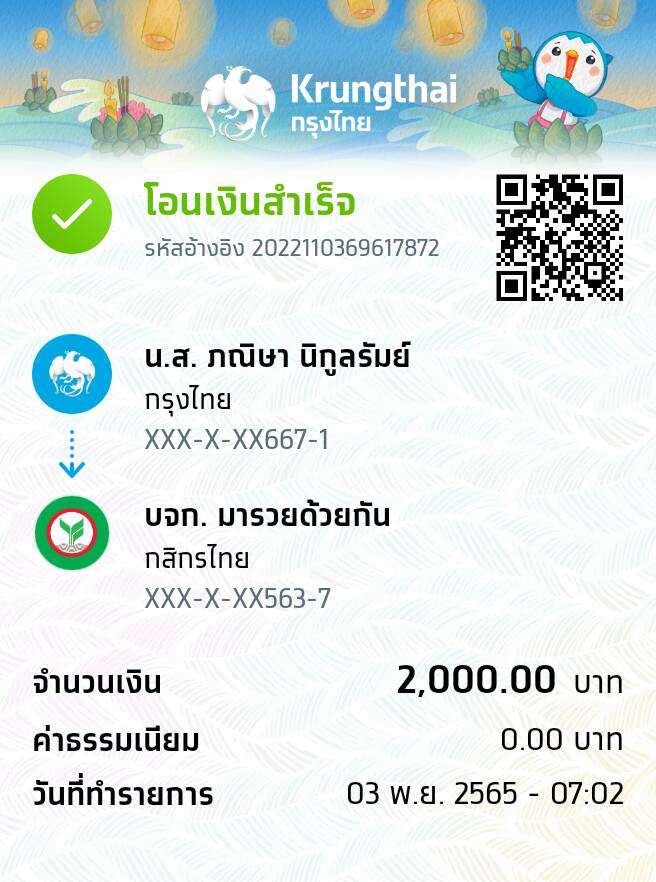 Krungthai
กรุงไทย
โอนเงินสำเร็จ
รหัสอ้างอิง 2022110369617872
น.ส. ภณิษา นิกูลรัมย์
กรุงไทย
XXX-X-XX667-1
บจก. มารวยด้วยกัน
กสิกรไทย
XXX-X-XX563-7
จำนวนเงิน 2,000.00 บาท
ค่าธรรมเนียม 0.00 บาท
วันที่ทำรายการ 03 พ.ย. 2565 - 07:02